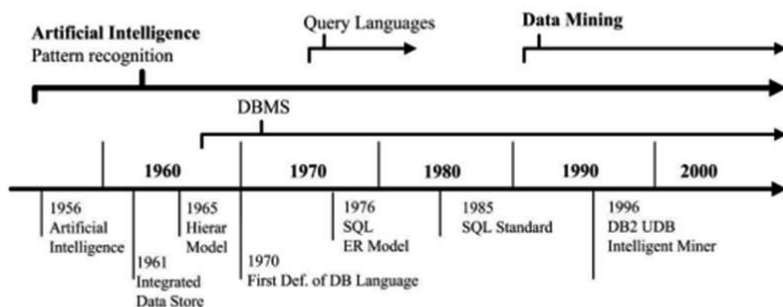 Query Languages
Data Mining
Artificial Intelligence
Pattern recognition
DBMS
1960
1970
1980
1990
2000
1956
Artificial
Intelligence
1965
Hierar
Model
1976
SQL
ER Model
1985
SQL Standard
1996
DB2 UDB
Intelligent Miner
1961
Integrated
Data Store
1970
First Def. of DB Language